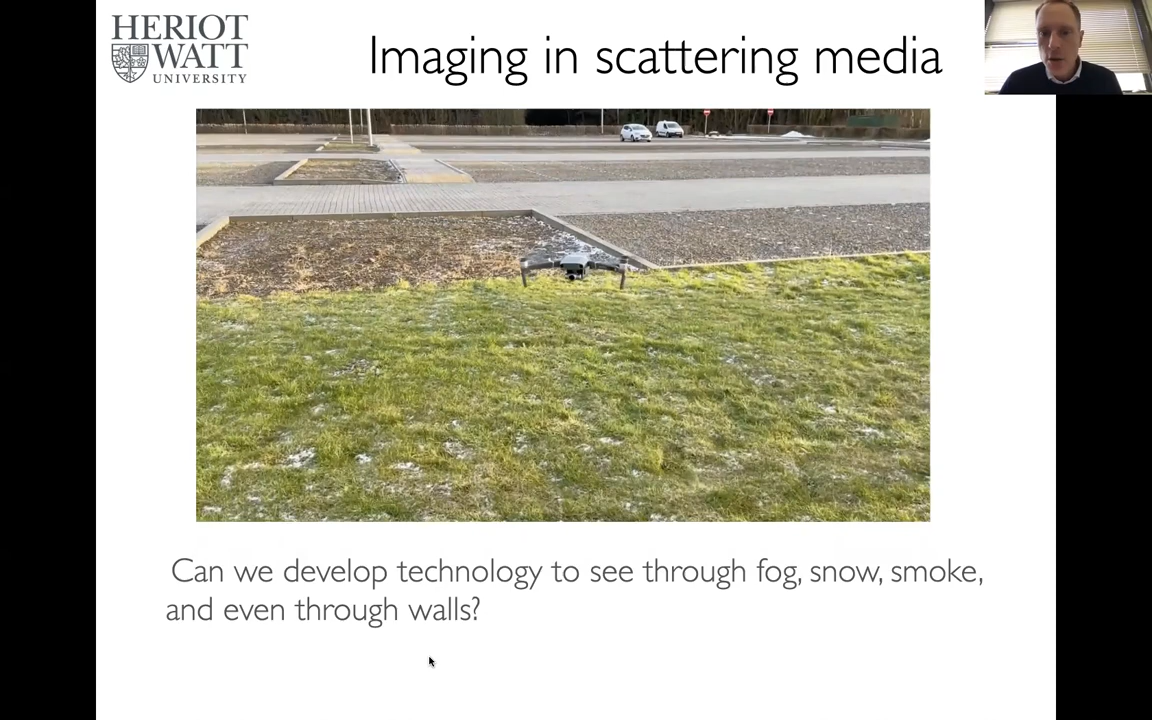 HERIOT
WATT
UNIVERSITY
Imaging in scattering media
Can we develop technology to see through fog, snow, smoke,
and even through walls?